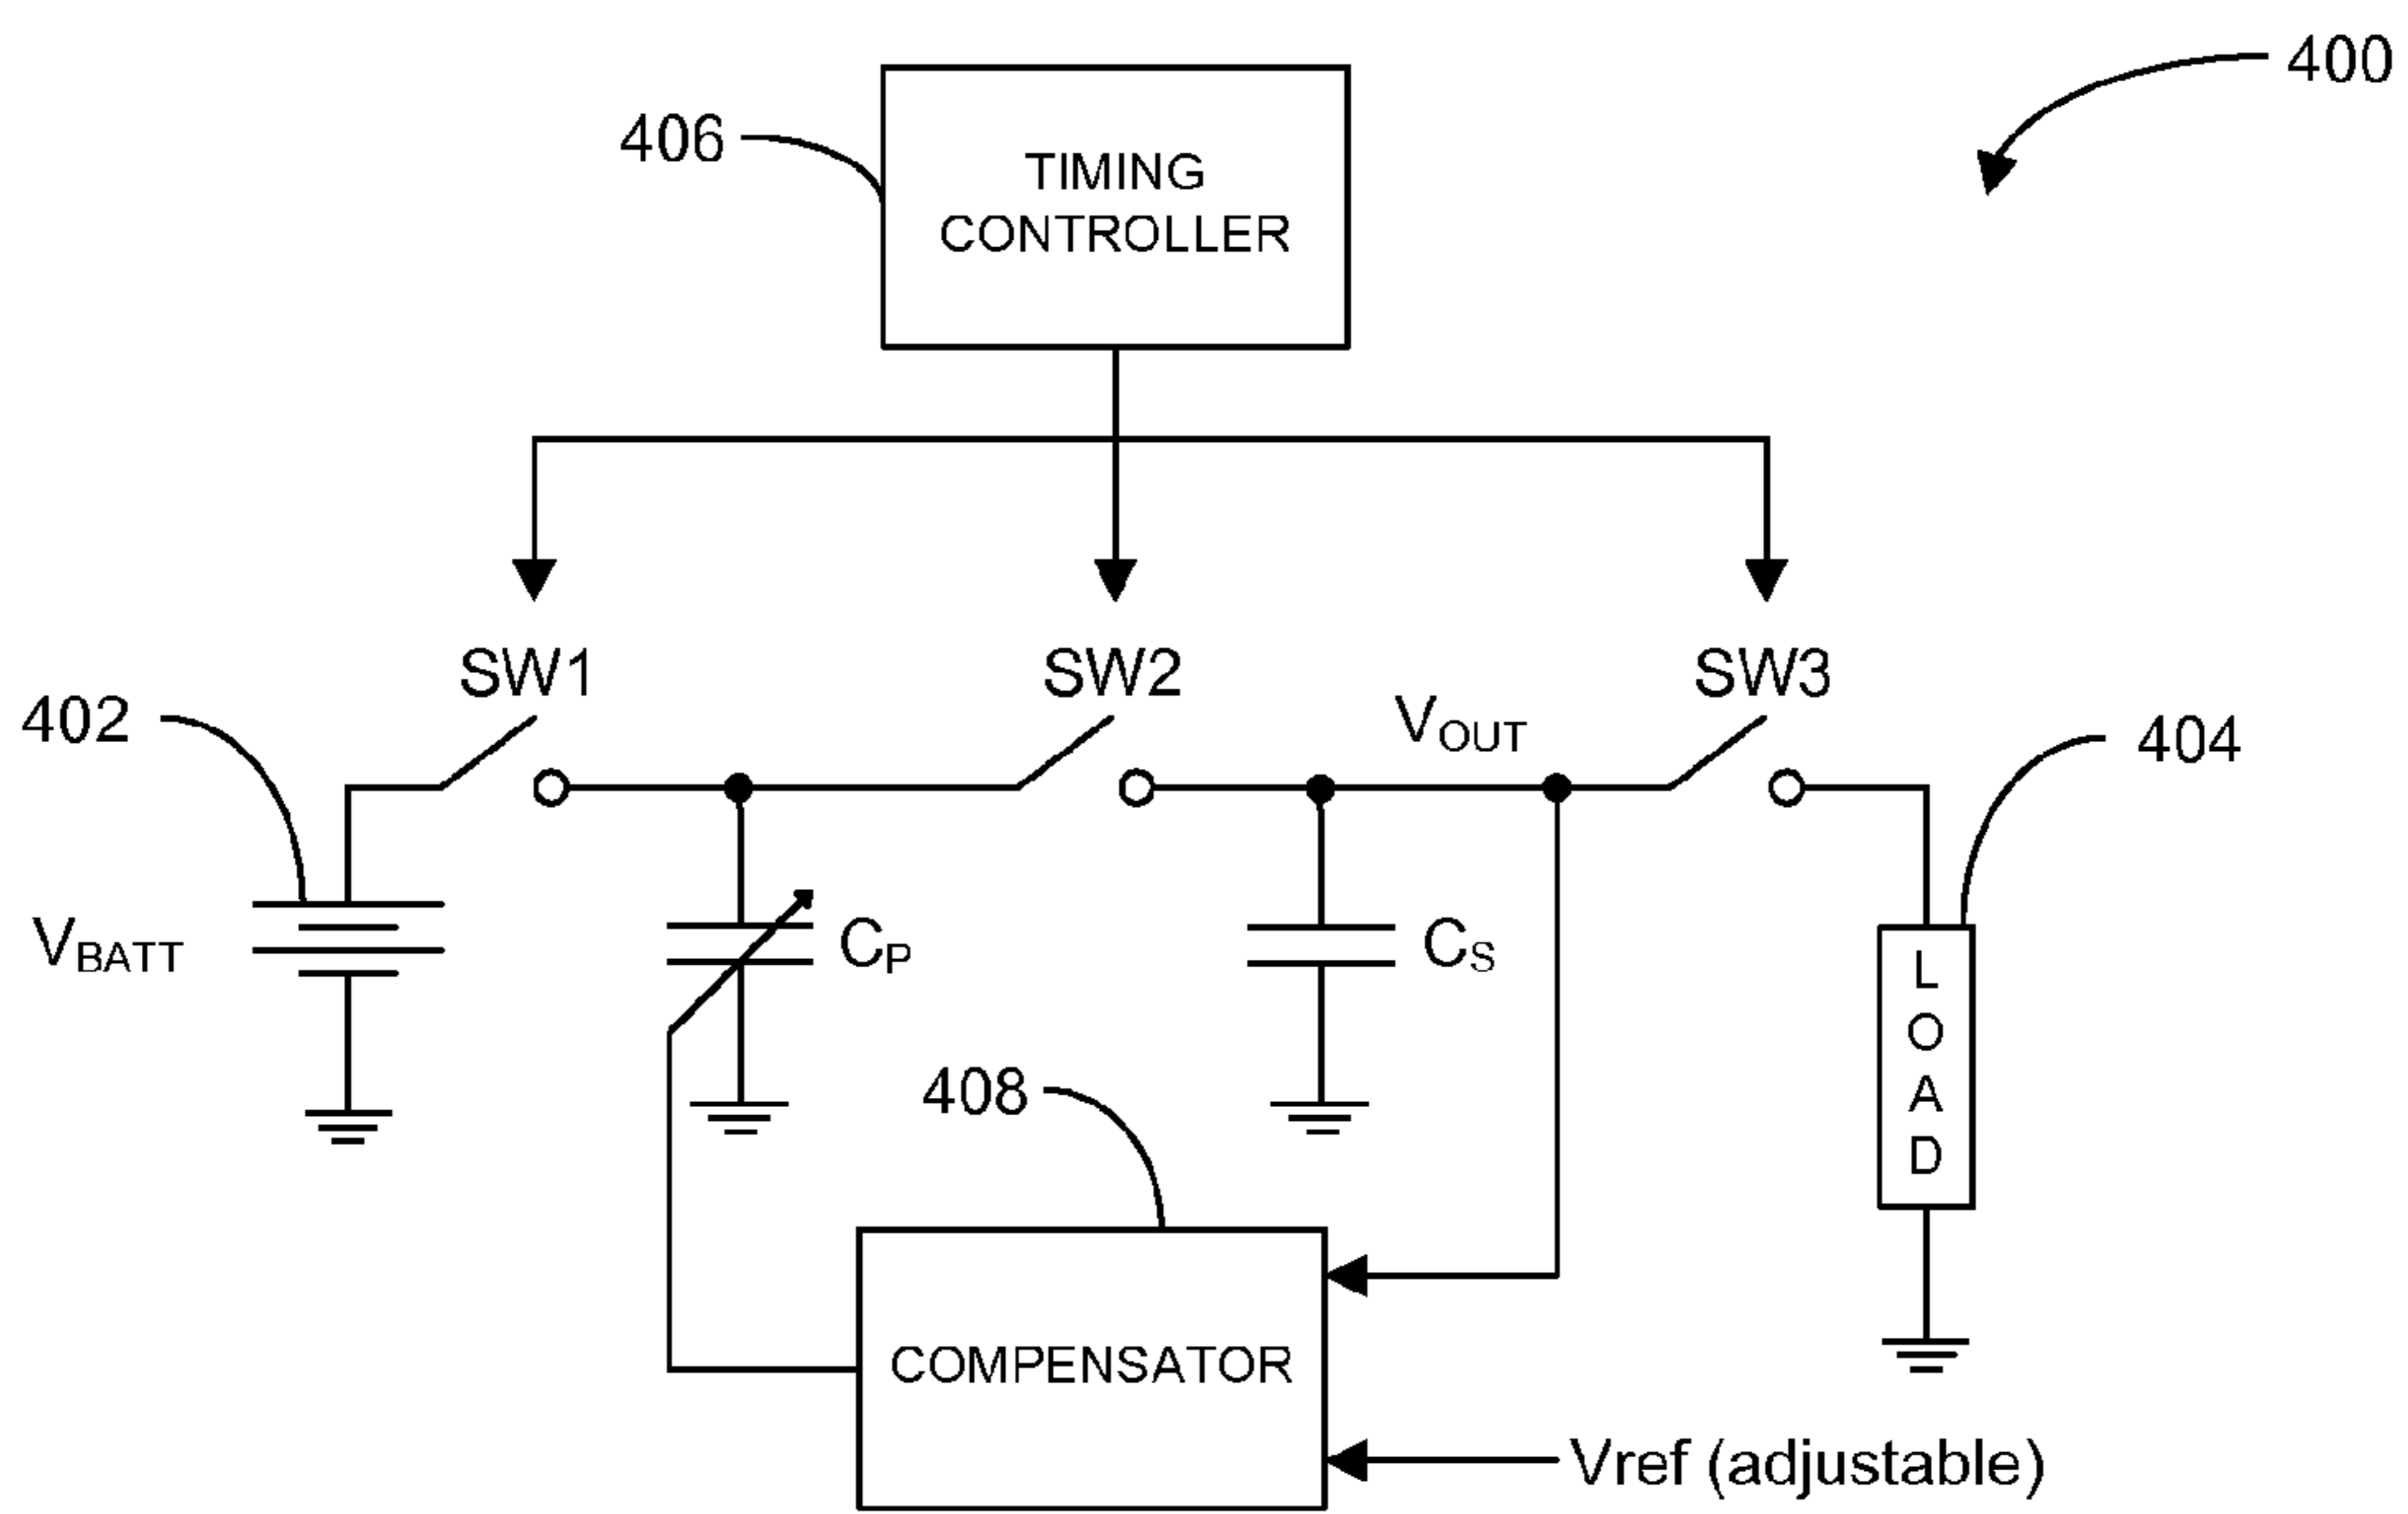 400
406
TIMING
CONTROLLER
SW1 SW2 SW3
402
VOUT
404
VBATT
CP
CS
L
O
A
D
408
COMPENSATOR
Vref (adjustable)